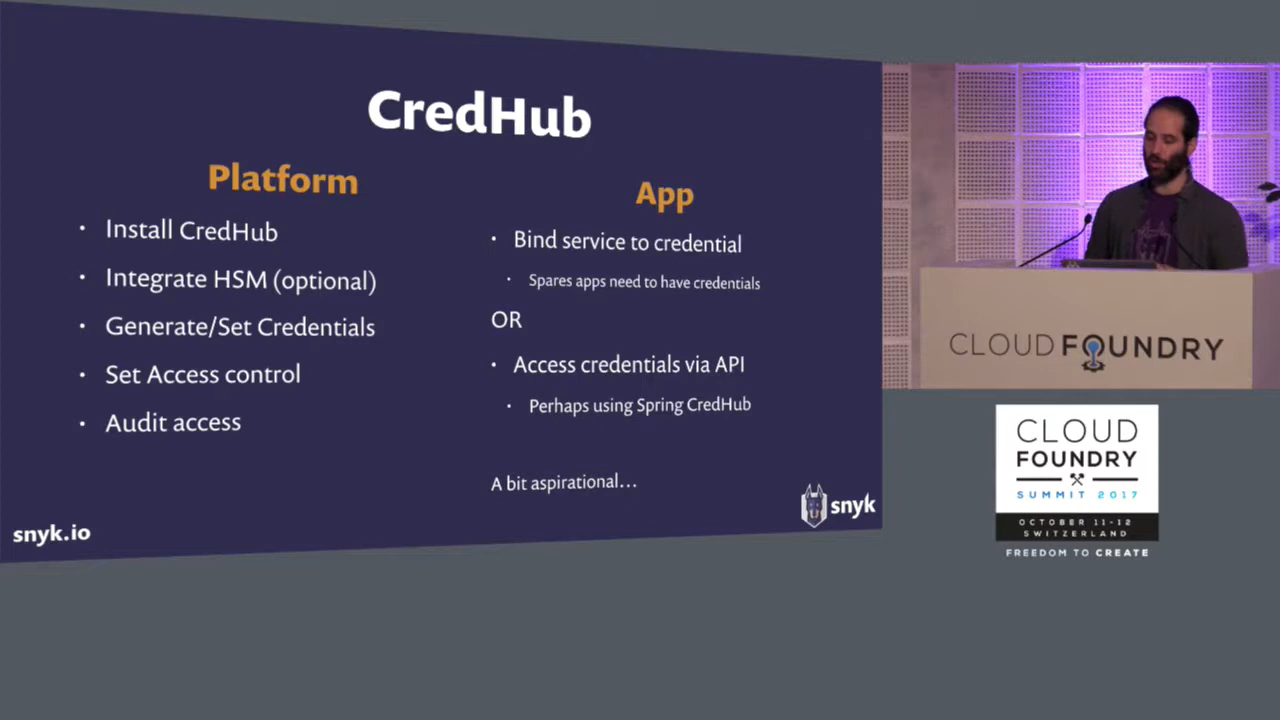 CredHub
Platform
• Install CredHub
• Integrate HSM (optional)
• Generate/Set Credentials
• Set Access control
• Audit access
App
• Bind service to credential
• Spares apps need to have credentials
OR
• Access credentials via API
• Perhaps using Spring CredHub
A bit aspirational...
snyk.io
snyk
CLOUD FOUNDRY
CLOUD
FOUNDRY
SUMMIT 2017
OCTOBER 11-12
SWITZERLAND
FREEDOM TO CREATE